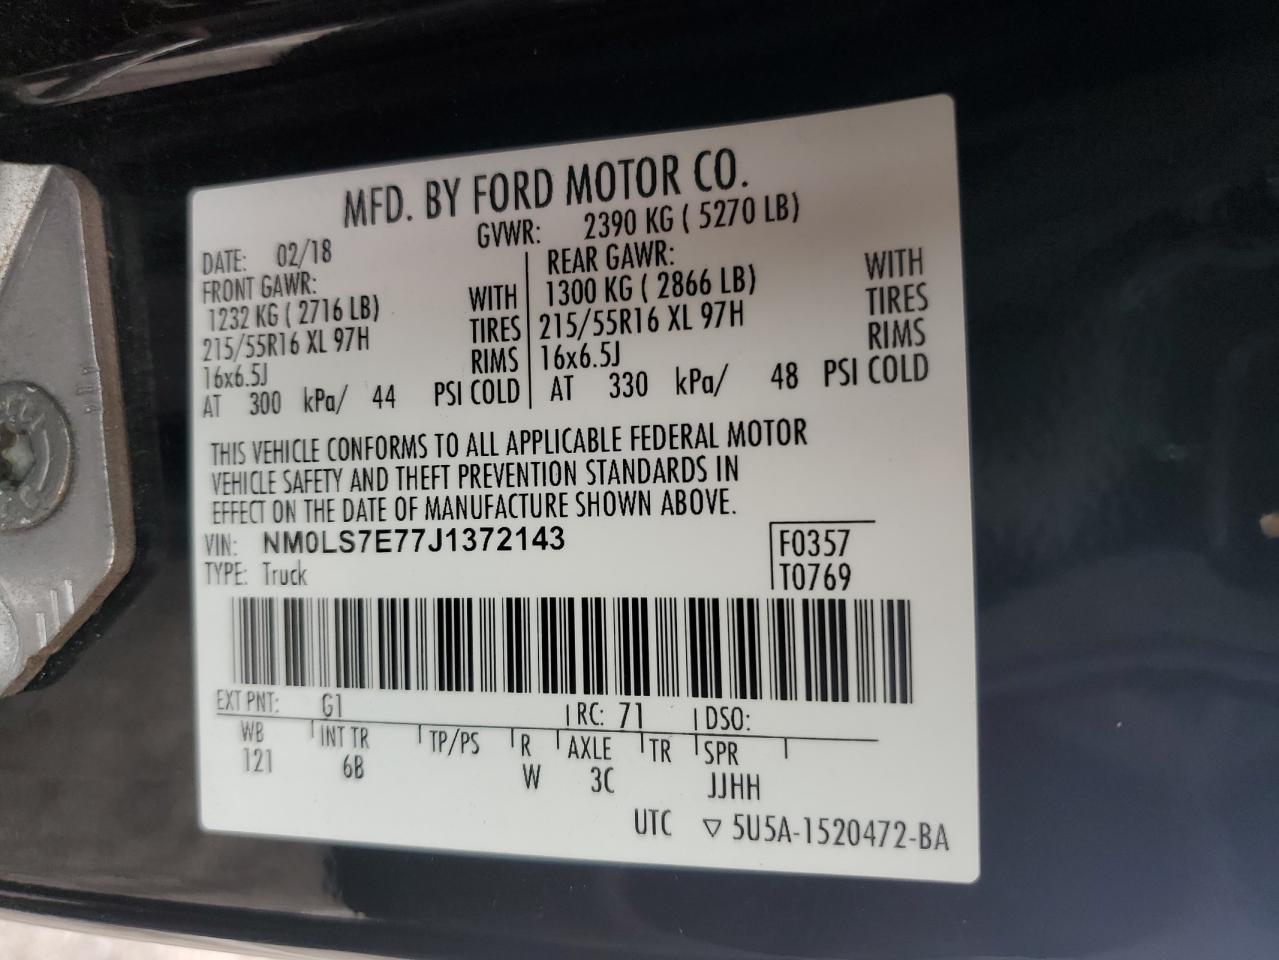 MFD. BY FORD MOTOR CO.
DATE: 02/18 GVWR: 2390 KG ( 5270 LB)
FRONT GAWR: REAR GAWR:
1232 KG ( 2716 LB) WITH 1300 KG ( 2866 LB) WITH
215/55R16 XL 97H TIRES 215/55R16 XL 97H TIRES
16x6.5J RIMS 16x6.5J RIMS
AT 300 kPa/ 44 PSI COLD AT 330 kPa/ 48 PSI COLD
THIS VEHICLE CONFORMS TO ALL APPLICABLE FEDERAL MOTOR
VEHICLE SAFETY AND THEFT PREVENTION STANDARDS IN
EFFECT ON THE DATE OF MANUFACTURE SHOWN ABOVE.
VIN: NM0LS7E77J1372143 F0357
TYPE: Truck T0769
EXT PNT: G1 RC: 71 DSO:
WB INT TR TP/PS R AXLE TR SPR
121 6B W 3C JJHH
UTC ▽ 5U5A-1520472-BA